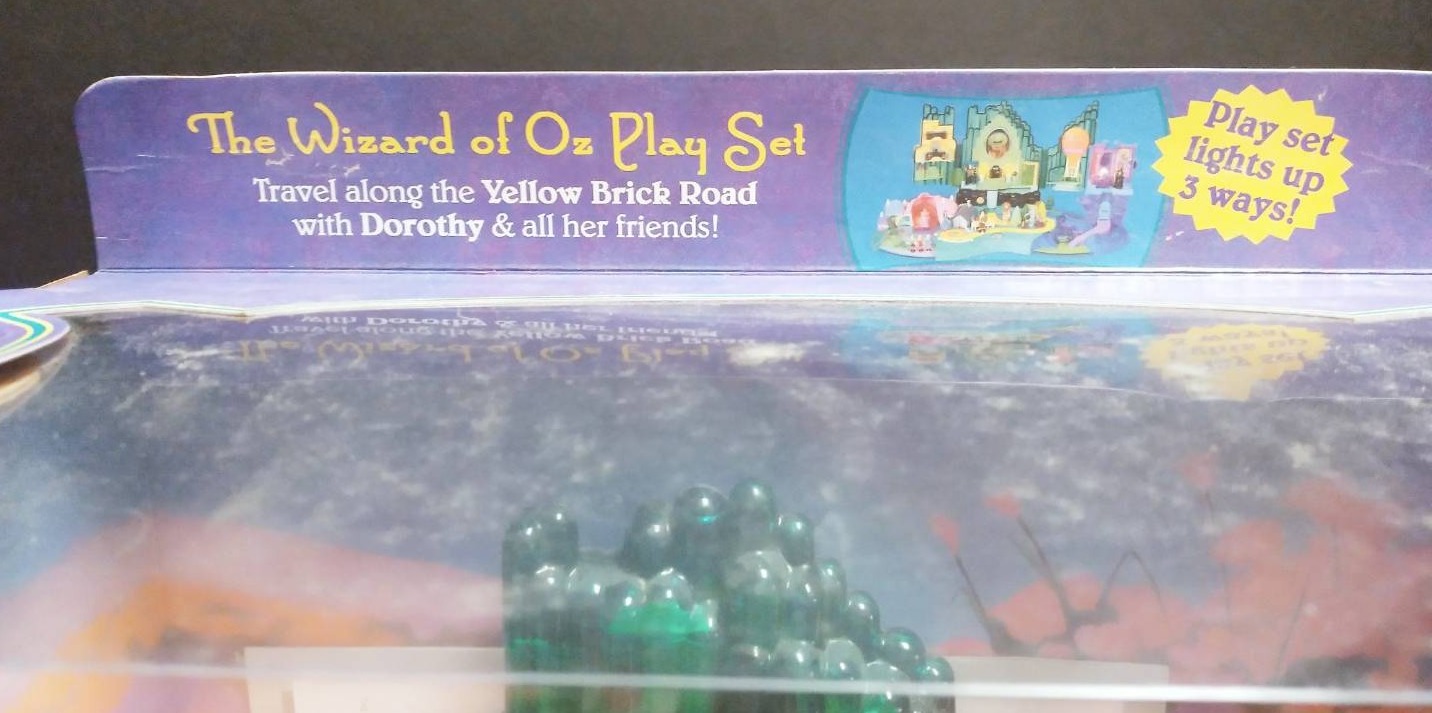 The Wizard of Oz Play Set
Travel along the Yellow Brick Road
with Dorothy & all her friends!
Play set
lights up
3 ways!